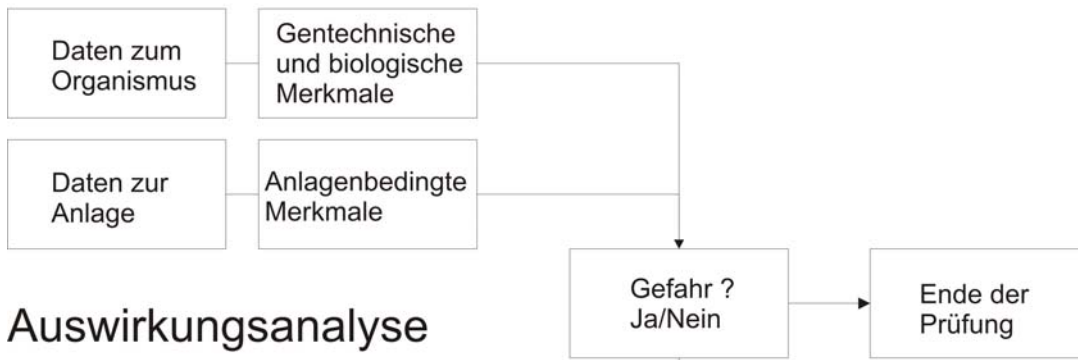 Daten zum
Organismus
Gentechnische
und biologische
Merkmale
Daten zur
Anlage
Anlagenbedingte
Merkmale
Gefahr ?
Ja/Nein
Ende der
Prüfung
Auswirkungsanalyse